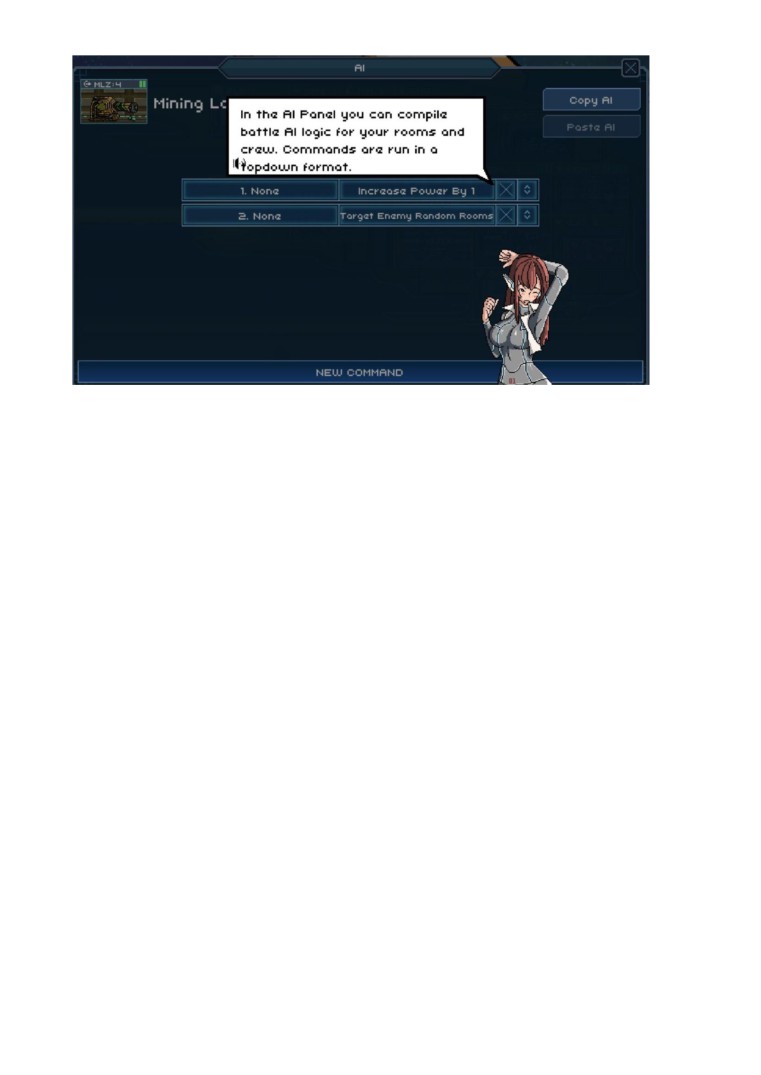 AI
MLZ:4
Mining
Copy AI
Paste AI
In the AI Panel you can compile
battle AI logic for your rooms and
crew. Commands are run in a
topdown format.
1. None
Increase Power By 1
2. None
Target Enemy Random Rooms
NEW COMMAND